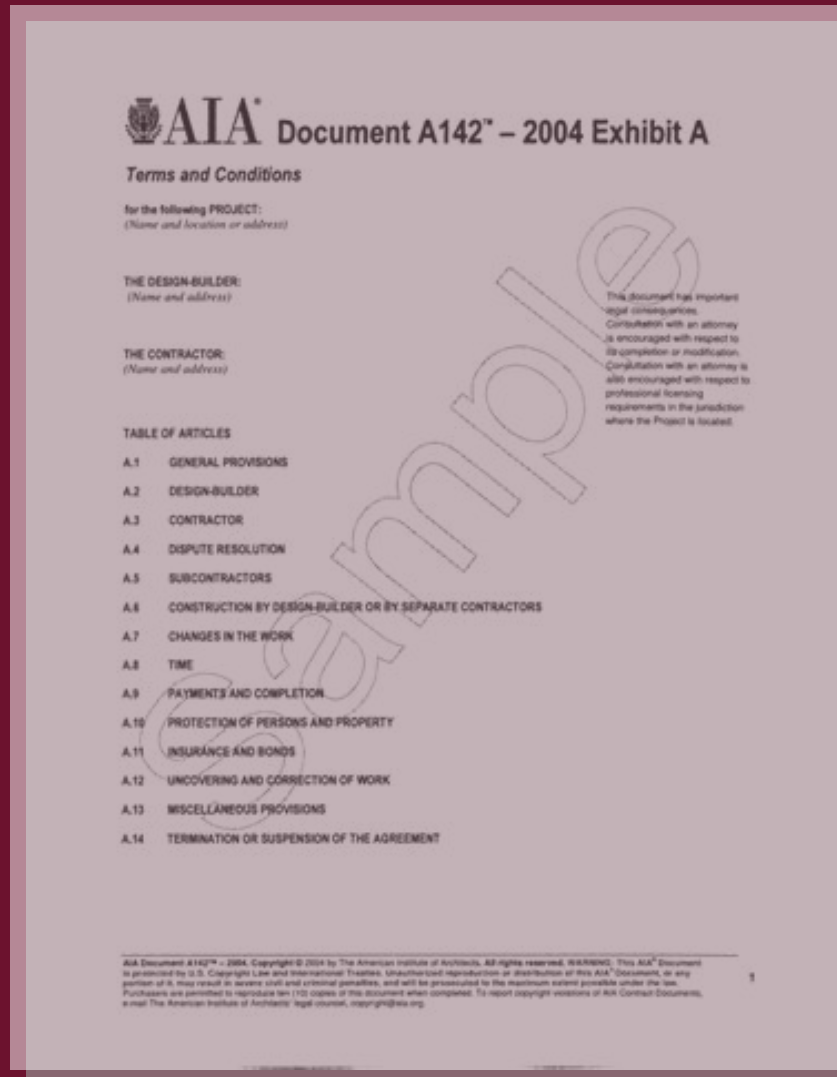 AIA® Document A142™ – 2004 Exhibit A
Terms and Conditions
for the following PROJECT:
(Name and location or address)
THE DESIGN-BUILDER:
(Name and address)
This document has important
legal consequences.
Consultation with an attorney
is encouraged with respect to
its completion or modification.
Consultation with an attorney is
also encouraged with respect to
professional licensing
requirements in the jurisdiction
where the Project is located.
THE CONTRACTOR:
(Name and address)
TABLE OF ARTICLES
A.1 GENERAL PROVISIONS
A.2 DESIGN-BUILDER
A.3 CONTRACTOR
A.4 DISPUTE RESOLUTION
A.5 SUBCONTRACTORS
A.6 CONSTRUCTION BY DESIGN-BUILDER OR BY SEPARATE CONTRACTORS
A.7 CHANGES IN THE WORK
A.8 TIME
A.9 PAYMENTS AND COMPLETION
A.10 PROTECTION OF PERSONS AND PROPERTY
A.11 INSURANCE AND BONDS
A.12 UNCOVERING AND CORRECTION OF WORK
A.13 MISCELLANEOUS PROVISIONS
A.14 TERMINATION OR SUSPENSION OF THE AGREEMENT
Sample
AIA Document A142™ – 2004. Copyright © 2004 by The American Institute of Architects. All rights reserved. WARNING: This AIA® Document
is protected by U.S. Copyright Law and International Treaties. Unauthorized reproduction or distribution of this AIA® Document, or any
portion of it, may result in severe civil and criminal penalties, and will be prosecuted to the maximum extent possible under the law.
Purchasers are permitted to reproduce ten (10) copies of this document when completed. To report copyright violations of AIA Contract Documents,
e-mail The American Institute of Architects' legal counsel, copyright@aia.org.
1